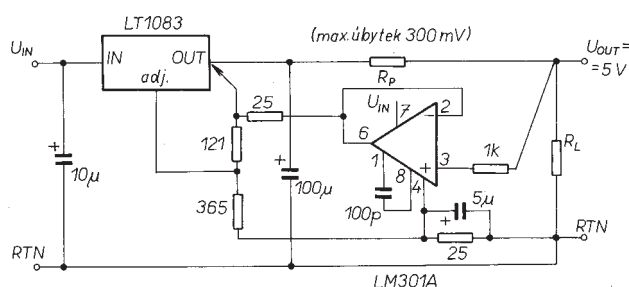 LT1083
(max.úbytek 300 mV)
U_IN
IN
OUT
adj.
U_OUT=
=5 V
R_P
25
U_IN
7
2
6
121
1
3
1k
R_L
+
10µ
+
100µ
8
4
+
5µ
365
100p
+
25
RTN
RTN
LM301A